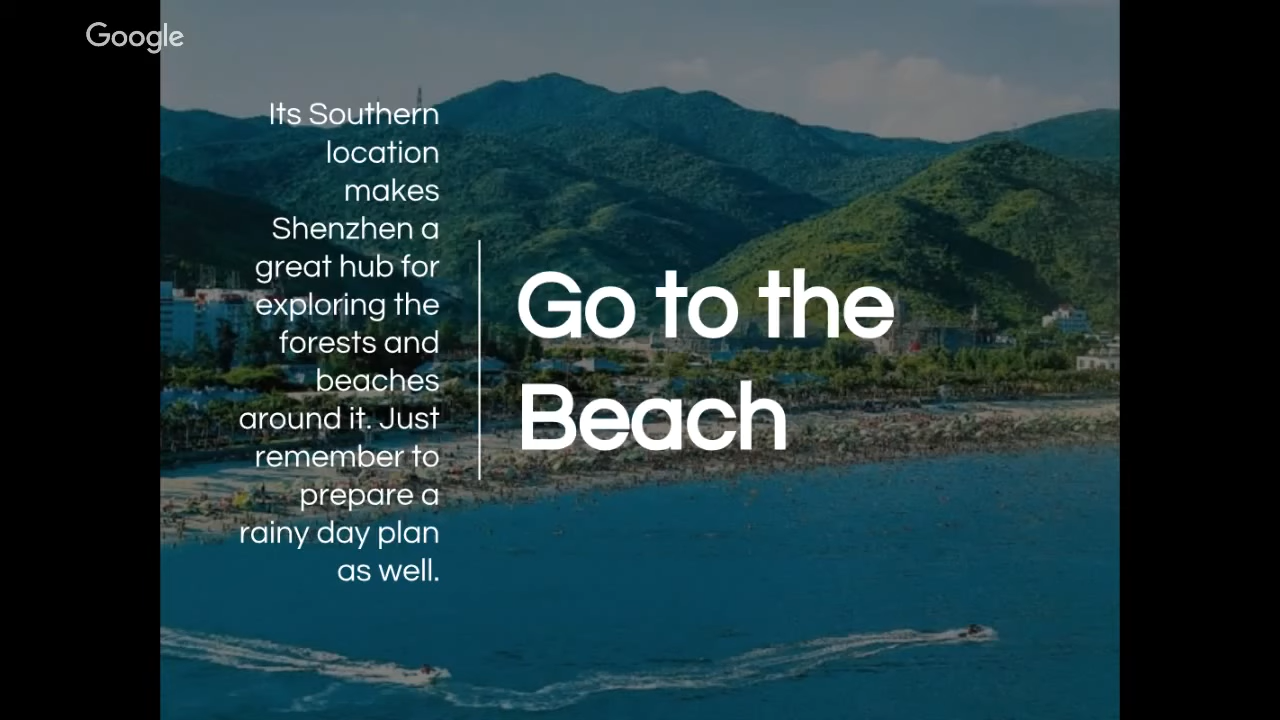 Google
Its Southern
location
makes
Shenzhen a
great hub for
exploring the
forests and
beaches
around it. Just
remember to
prepare a
rainy day plan
as well.
Go to the
Beach